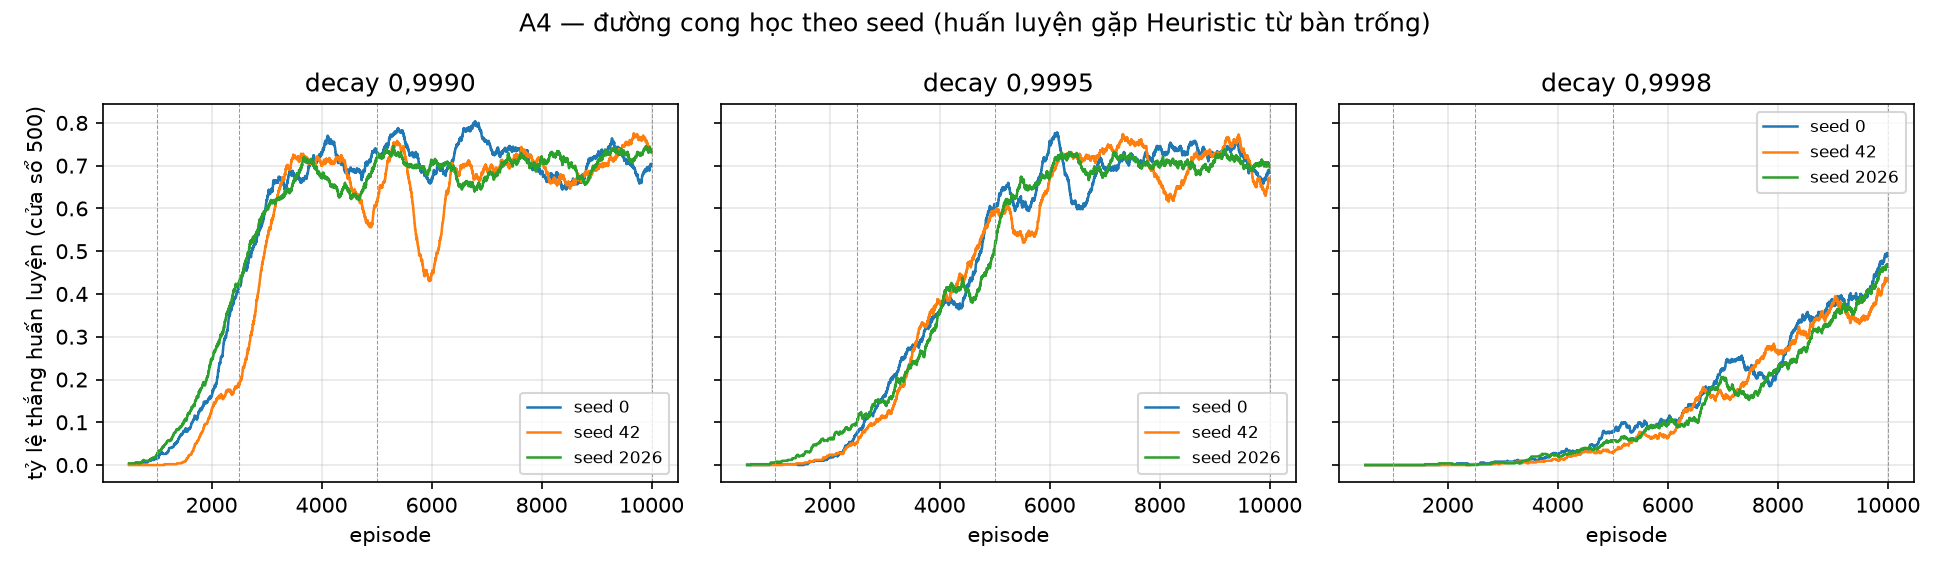 A4 — đường cong học theo seed (huấn luyện gặp Heuristic từ bàn trống)
decay 0,9990
decay 0,9995
decay 0,9998
tỷ lệ thắng huấn luyện (cửa sổ 500)
0.8
0.7
0.6
0.5
0.4
0.3
0.2
0.1
0.0
seed 0
seed 42
seed 2026
seed 0
seed 42
seed 2026
seed 0
seed 42
seed 2026
2000 4000 6000 8000 10000
2000 4000 6000 8000 10000
2000 4000 6000 8000 10000
episode
episode
episode